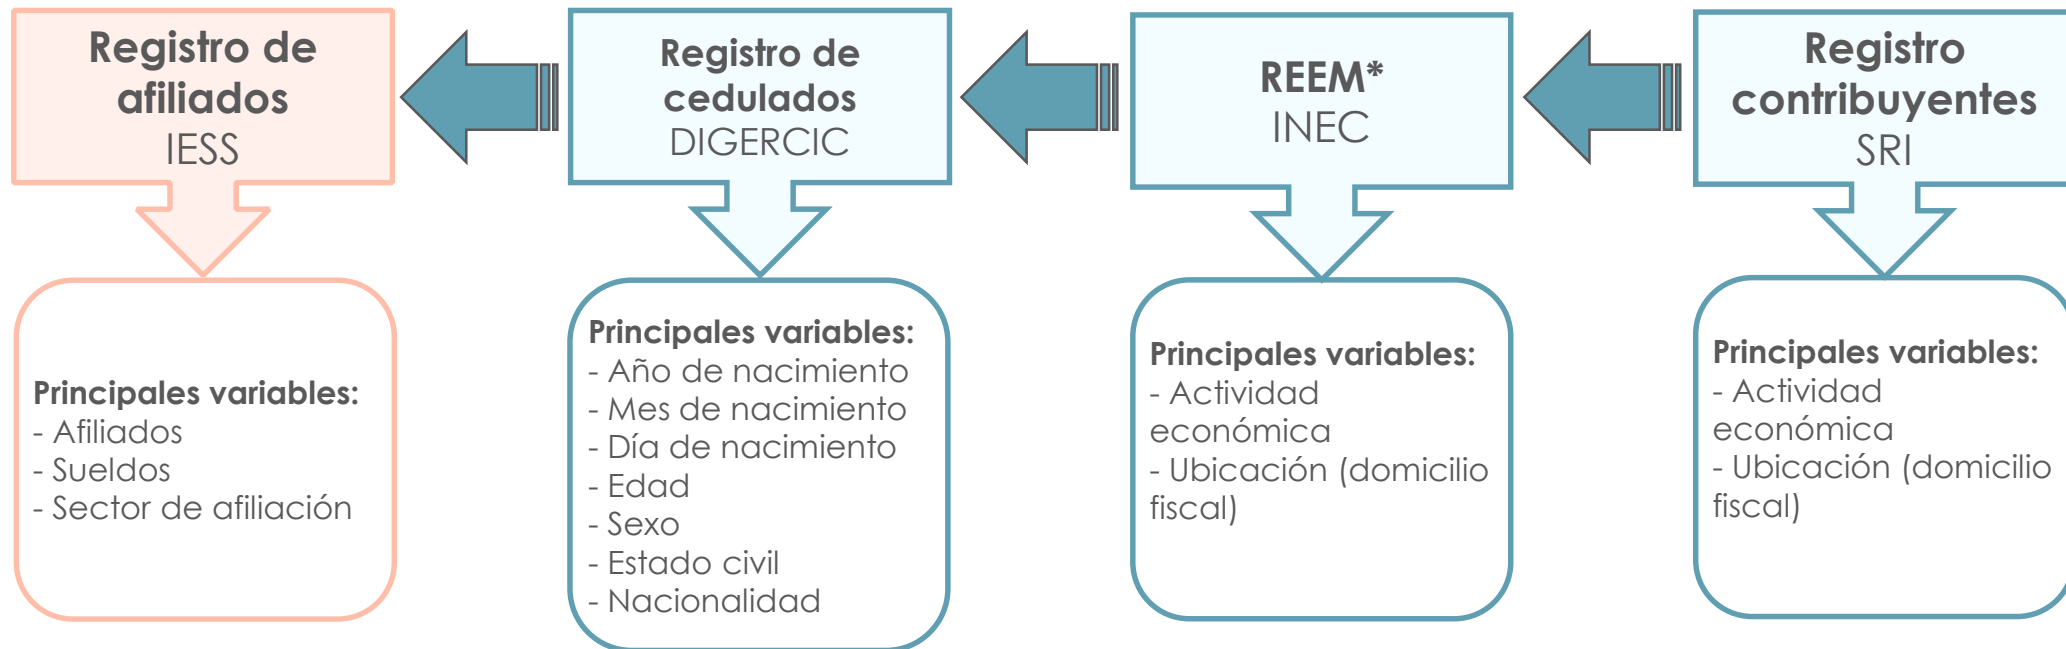 Registro de
afiliados
IESS
Registro de
cedulados
DIGERCIC
REEM*
INEC
Registro
contribuyentes
SRI
Principales variables:
- Afiliados
- Sueldos
- Sector de afiliación
Principales variables:
- Año de nacimiento
- Mes de nacimiento
- Día de nacimiento
- Edad
- Sexo
- Estado civil
- Nacionalidad
Principales variables:
- Actividad
económica
- Ubicación (domicilio
fiscal)
Principales variables:
- Actividad
económica
- Ubicación (domicilio
fiscal)